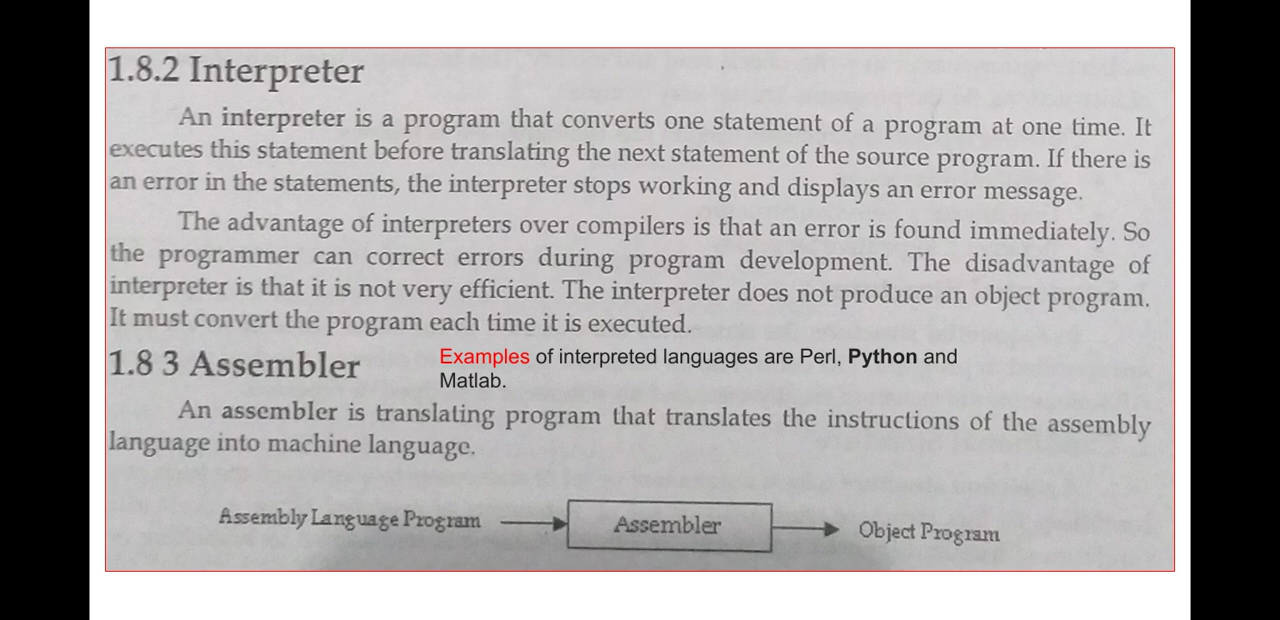 1.8.2 Interpreter
An interpreter is a program that converts one statement of a program at one time. It
executes this statement before translating the next statement of the source program. If there is
an error in the statements, the interpreter stops working and displays an error message.
The advantage of interpreters over compilers is that an error is found immediately. So
the programmer can correct errors during program development. The disadvantage of
interpreter is that it is not very efficient. The interpreter does not produce an object program.
It must convert the program each time it is executed.
1.8 3 Assembler
Examples of interpreted languages are Perl, Python and
Matlab.
An assembler is translating program that translates the instructions of the assembly
language into machine language.
Assembly Language Program Assembler Object Program